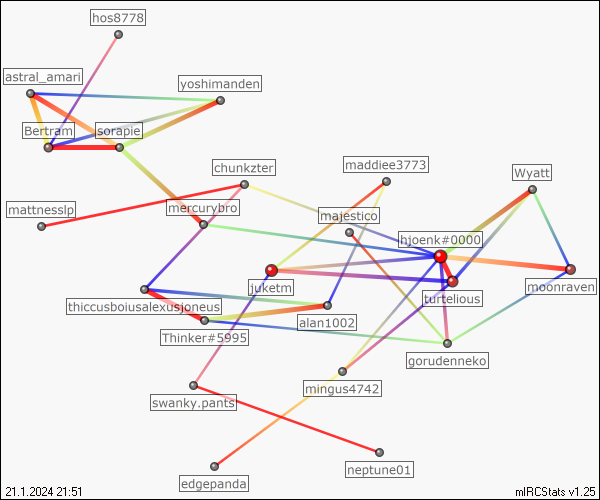 hos8778
astral_amari
yoshimanden
Bertram
sorapie
chunkzter
maddiee3773
Wyatt
mattnesslp
mercurybro
majestico
hjoenk#0000
juketm
turtelious
moonraven
thiccusboiusalexusjoneus
alan1002
Thinker#5995
gorudenneko
mingus4742
swanky.pants
neptune01
edgepanda
21.1.2024 21:51
mIRCStats v1.25